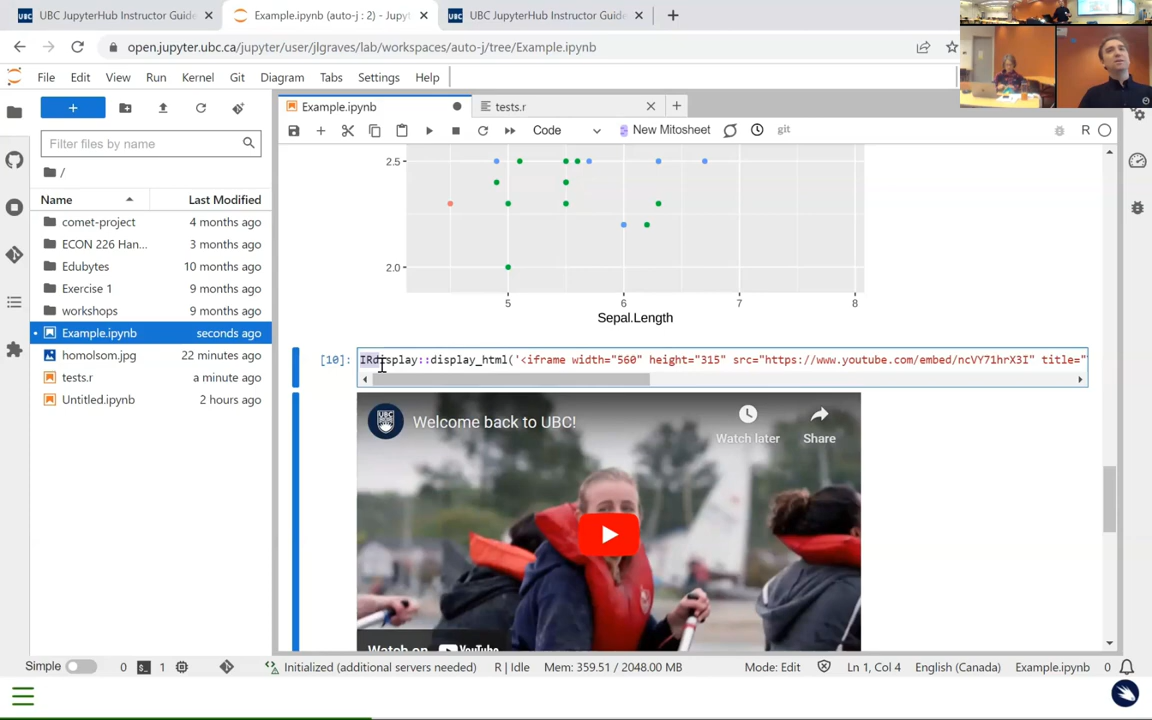 UBC JupyterHub Instructor Guide
Example.ipynb (auto-j : 2) - Jupyt
UBC JupyterHub Instructor Guide
open.jupyter.ubc.ca/jupyter/user/jlgraves/lab/workspaces/auto-j/tree/Example.ipynb
File Edit View Run Kernel Git Diagram Tabs Settings Help
Example.ipynb
tests.r
Code
New Mitosheet
git
R
Filter files by name
/
Name Last Modified
comet-project 4 months ago
ECON 226 Han... 3 months ago
Edubytes 10 months ago
Exercise 1 9 months ago
workshops 9 months ago
Example.ipynb seconds ago
homolsom.jpg 22 minutes ago
tests.r a minute ago
Untitled.ipynb 2 hours ago
2.5
2.0
5 6 7 8
Sepal.Length
[10]: IRdisplay::display_html('<iframe width="560" height="315" src="https://www.youtube.com/embed/ncVY71hrX3I" title="
Welcome back to UBC!
Watch later
Share
Watch on YouTube
Simple 0 1 Initialized (additional servers needed) R | Idle Mem: 359.51 / 2048.00 MB Mode: Edit Ln 1, Col 4 English (Canada) Example.ipynb 0